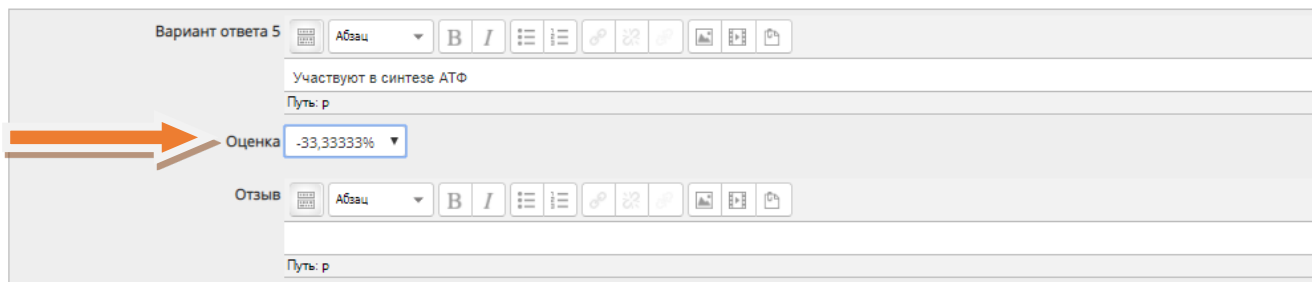 Вариант ответа 5 Абзац B I
Участвуют в синтезе АТФ
Путь: p
Оценка -33,33333%
Отзыв Абзац B I
Путь: p